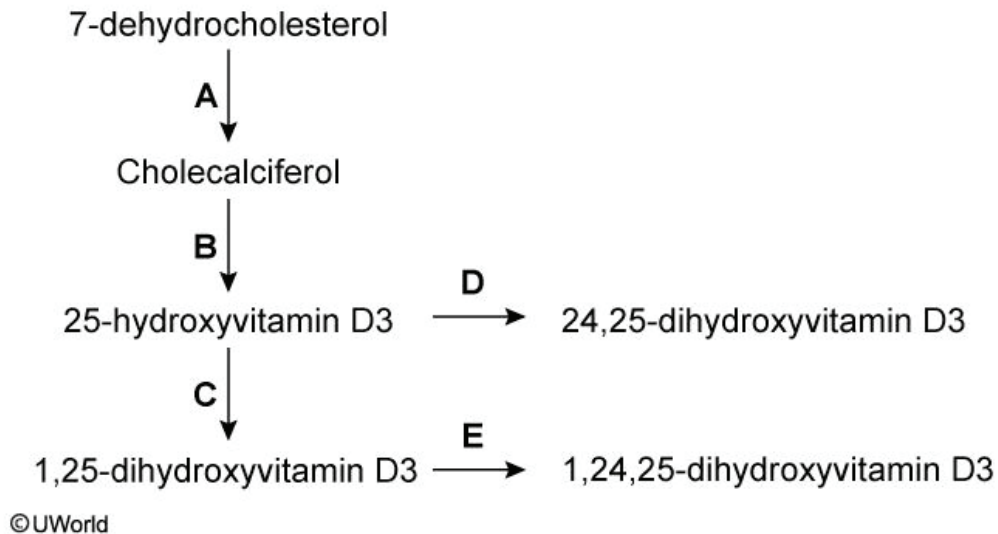 7-dehydrocholesterol
A
Cholecalciferol
B
D
25-hydroxyvitamin D3
24,25-dihydroxyvitamin D3
C
E
1,25-dihydroxyvitamin D3
1,24,25-dihydroxyvitamin D3
©UWorld